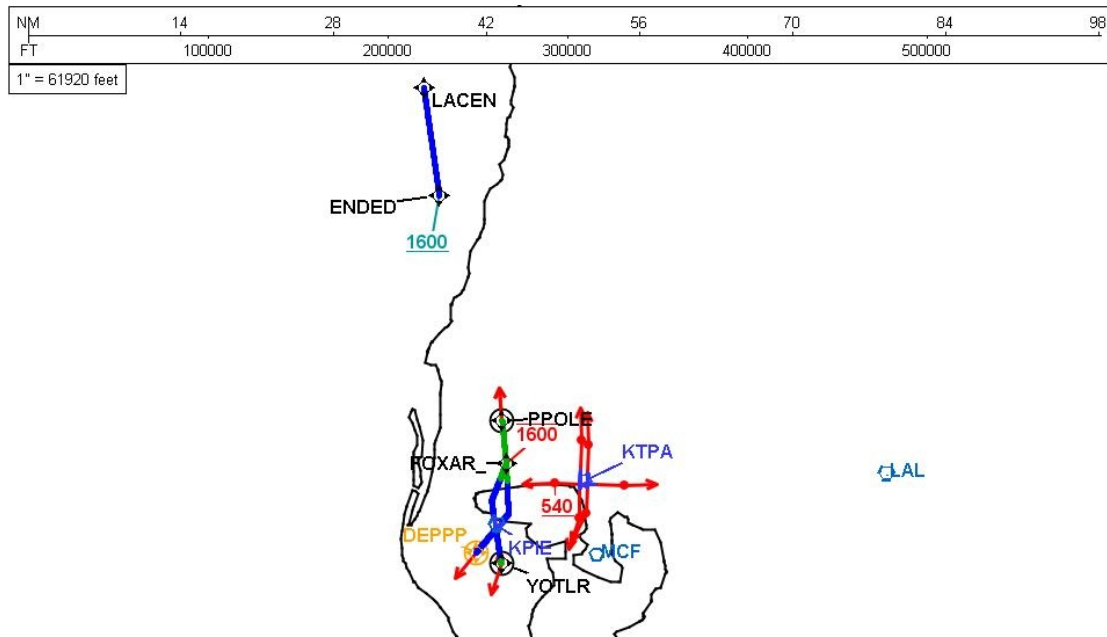 NM 14 28 42 56 70 84 98
FT 100000 200000 300000 400000 500000
1" = 61920 feet
LACEN
ENDED
1600
PPOLE
1600
FOXAR_
KTPA
LAL
540
DEPPP
KPIE
MCF
YOTLR